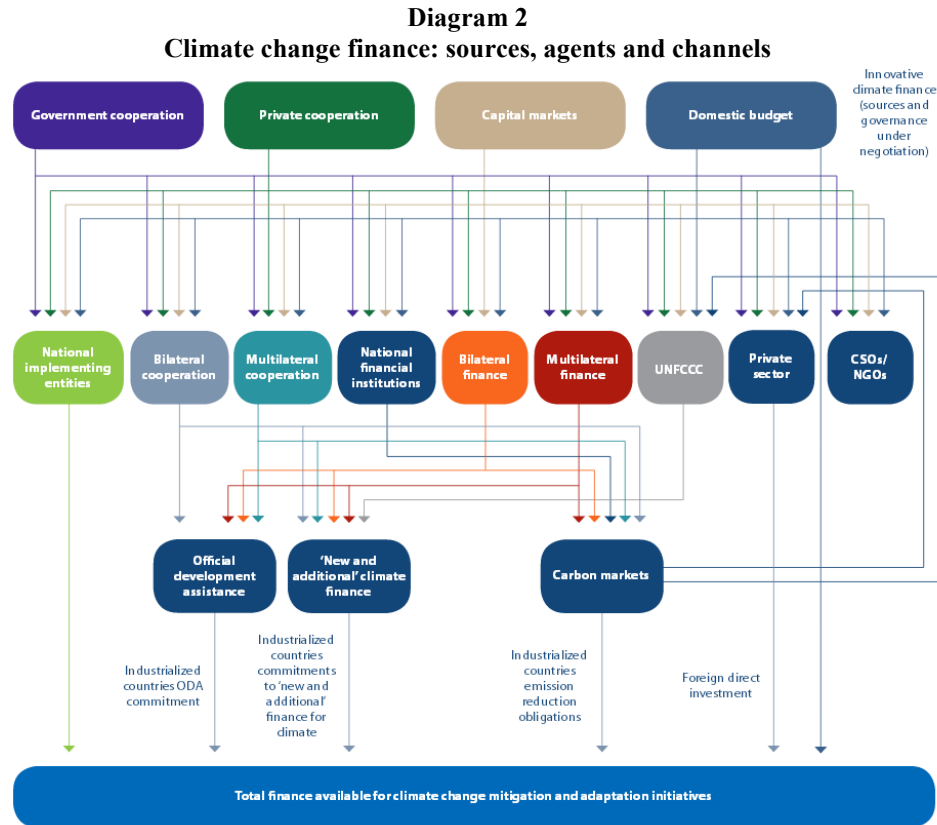 Diagram 2
Climate change finance: sources, agents and channels
Government cooperation
Private cooperation
Capital markets
Domestic budget
Innovative
climate finance
(sources and
governance under
negotiation)
National
implementing
entities
Bilateral
cooperation
Multilateral
cooperation
National
financial
institutions
Bilateral
finance
Multilateral
finance
UNFCCC
Private
sector
CSOs/
NGOs
Official
development
assistance
‘New and
additional’ climate
finance
Carbon markets
Industrialized
countries ODA
commitment
Industrialized
countries
commitments
to ‘new and
additional’
finance for
climate
Industrialized
countries
emission
reduction
obligations
Foreign direct
investment
Total finance available for climate change mitigation and adaptation initiatives